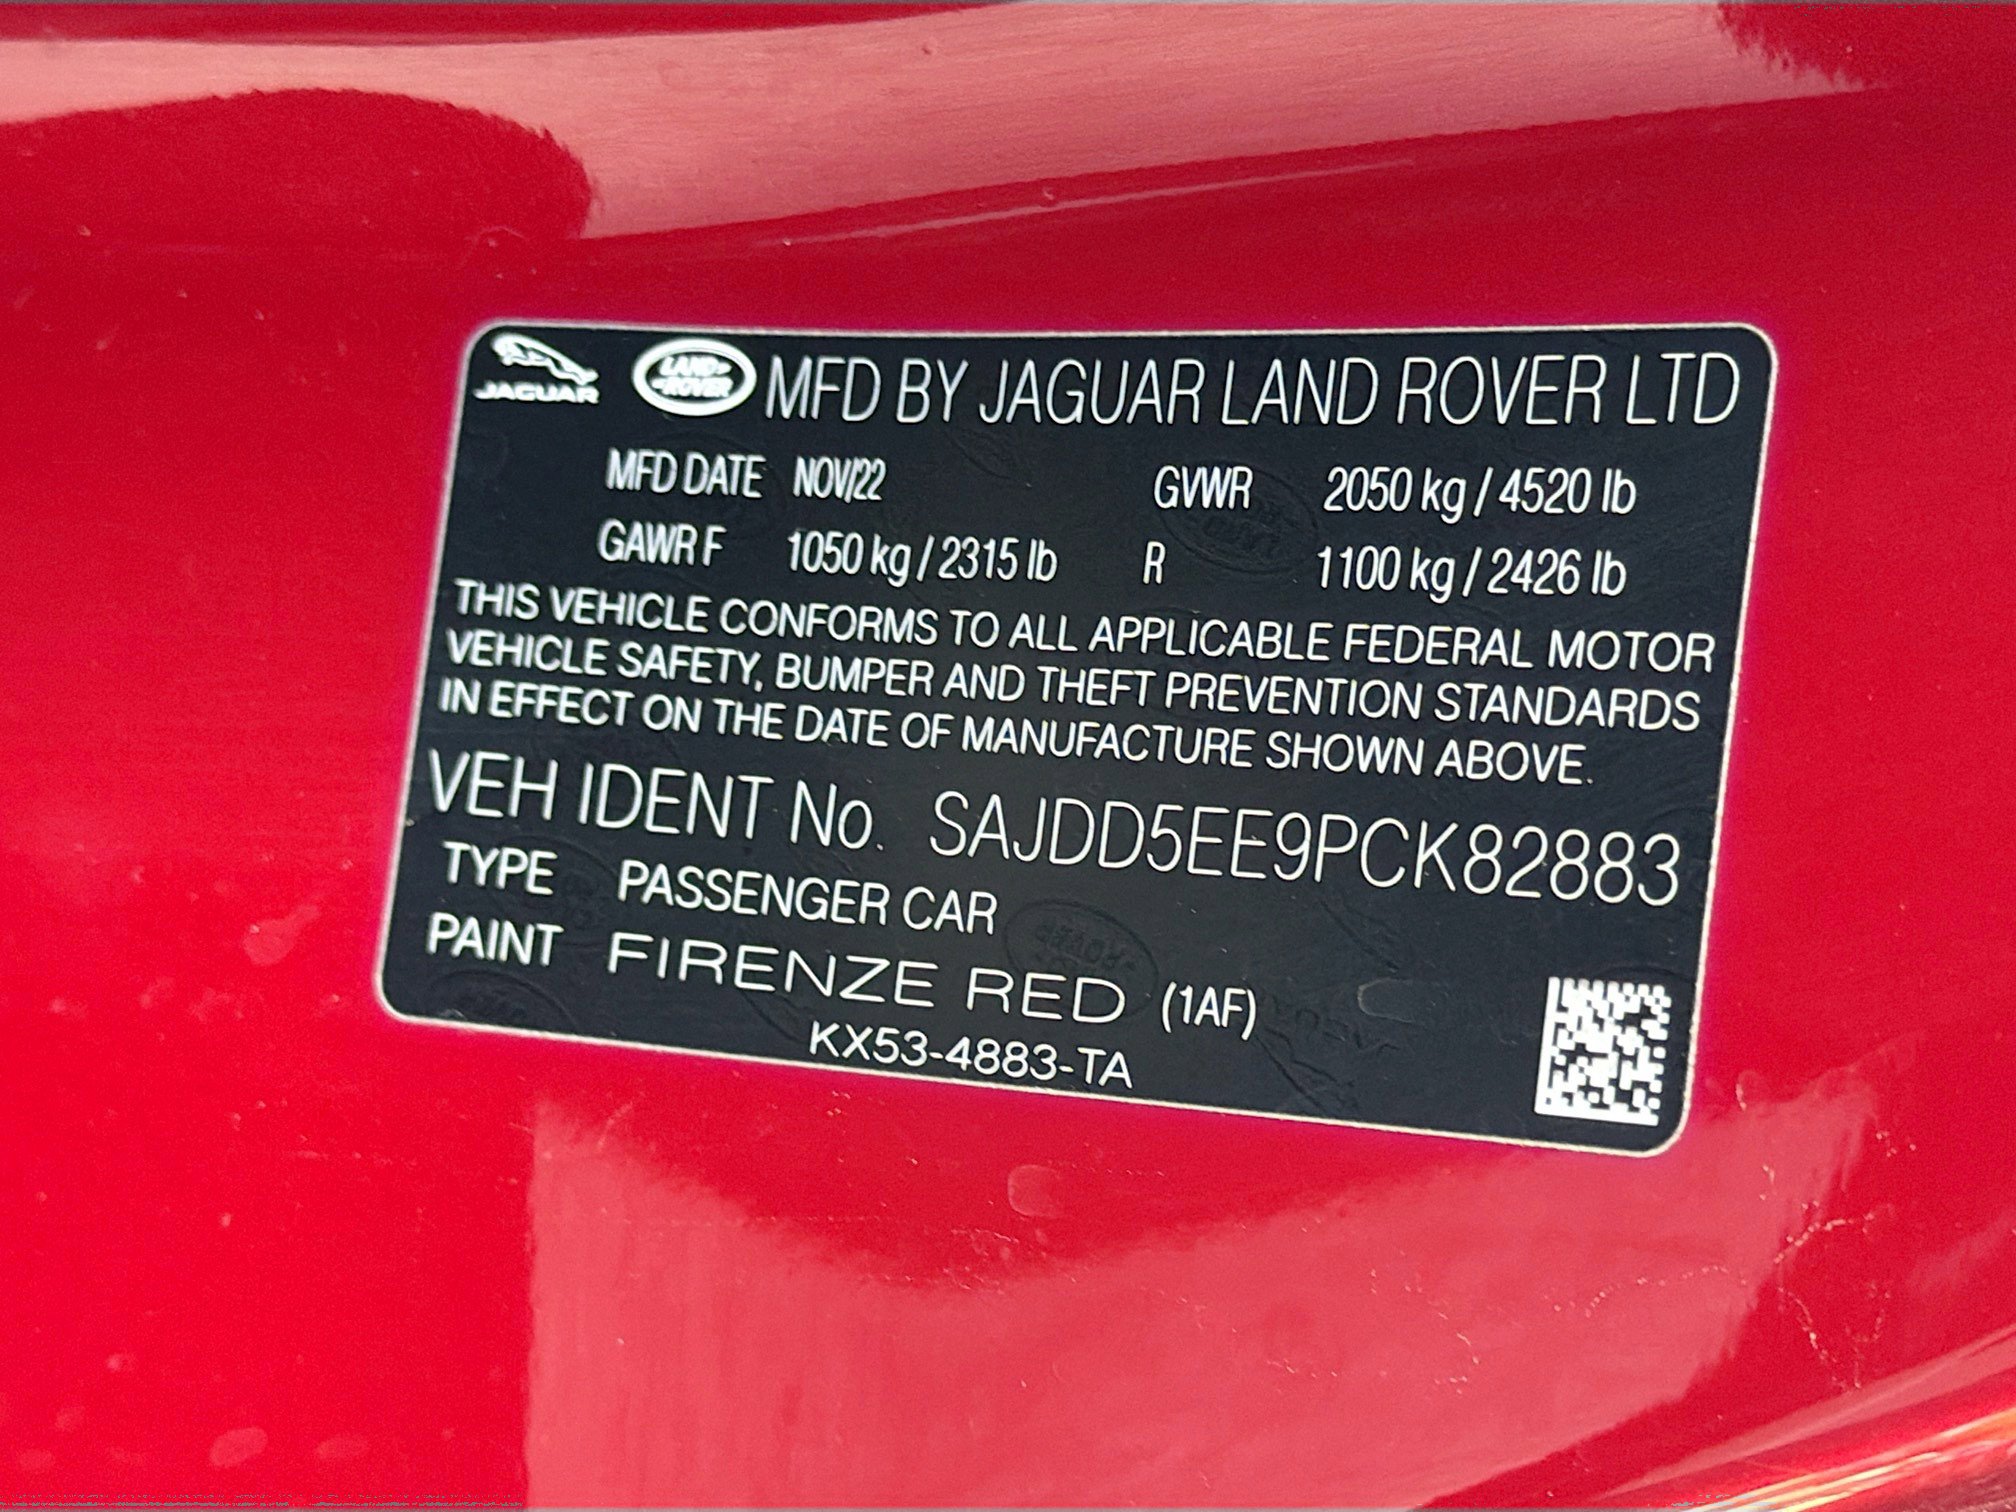 JAGUAR LAND ROVER MFD BY JAGUAR LAND ROVER LTD
MFD DATE NOV/22 GVWR 2050 kg / 4520 lb
GAWR F 1050 kg / 2315 lb R 1100 kg / 2426 lb
THIS VEHICLE CONFORMS TO ALL APPLICABLE FEDERAL MOTOR
VEHICLE SAFETY, BUMPER AND THEFT PREVENTION STANDARDS
IN EFFECT ON THE DATE OF MANUFACTURE SHOWN ABOVE.
VEH IDENT No. SAJDD5EE9PCK82883
TYPE PASSENGER CAR
PAINT FIRENZE RED (1AF)
KX53-4883-TA